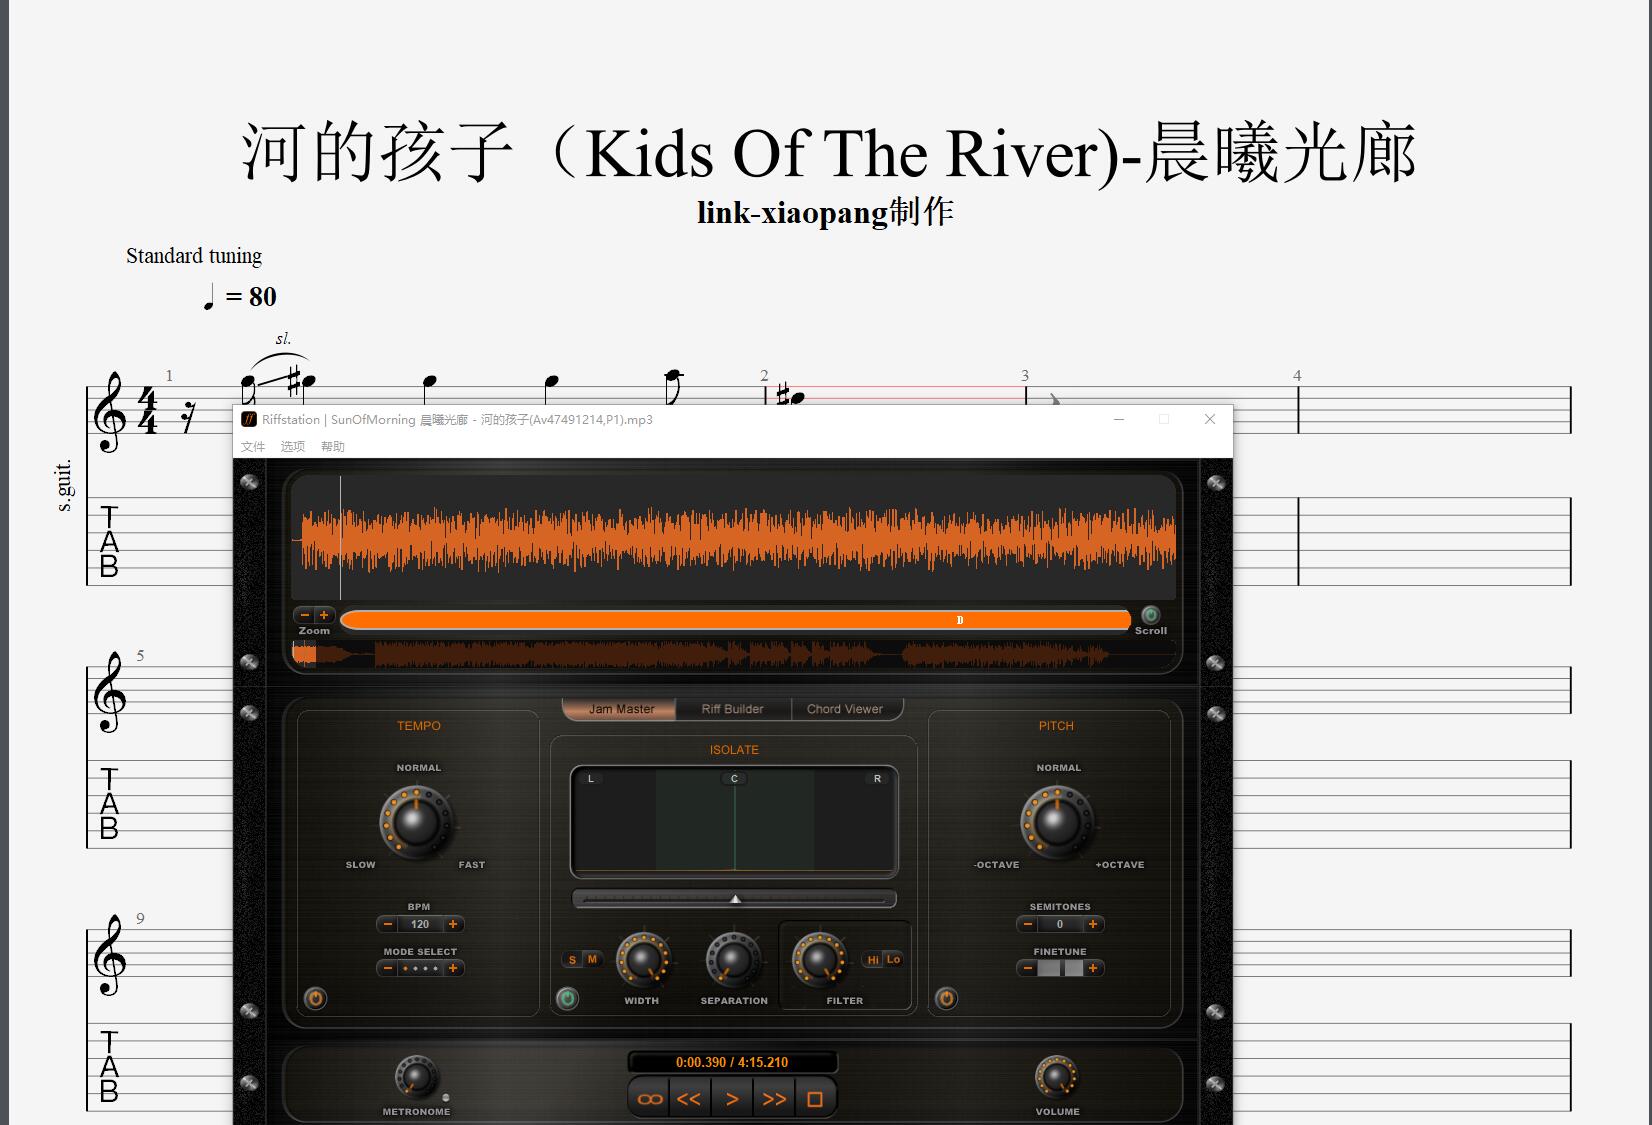 河的孩子（Kids Of The River)-晨曦光廊
link-xiaopang制作
Standard tuning
= 80
sl.
1
2
3
4
4
4
s.guit.
T
A
B
Riffstation | SunOfMorning 晨曦光廊 - 河的孩子(Av47491214,P1).mp3
文件 选项 帮助
D
Zoom
Scroll
5
T
A
B
Jam Master Riff Builder Chord Viewer
TEMPO
ISOLATE
PITCH
NORMAL
NORMAL
L C R
SLOW FAST
-OCTAVE +OCTAVE
BPM
120
MODE SELECT
SEMITONES
0
FINETUNE
9
T
A
B
S M
Hi Lo
WIDTH SEPARATION FILTER
0:00.390 / 4:15.210
METRONOME
VOLUME